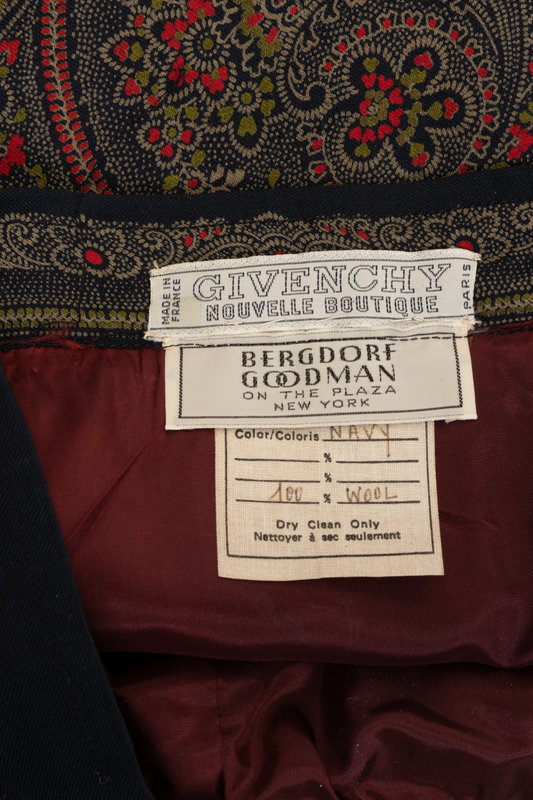 MADE IN
FRANCE
GIVENCHY
NOUVELLE BOUTIQUE
PARIS
BERGDORF
GOODMAN
ON THE PLAZA
NEW YORK
Color/Coloris NAVY
%
%
100 % WOOL
Dry Clean Only
Nettoyer à sec seulement